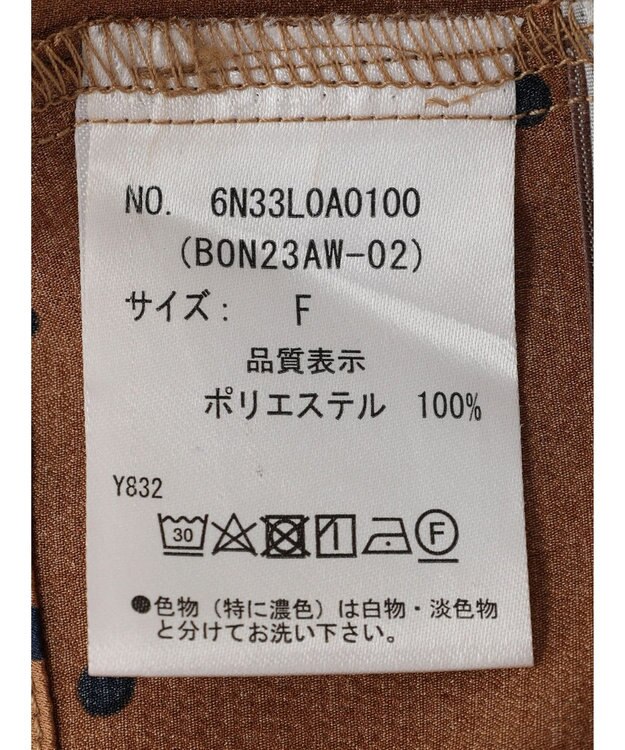 NO. 6N33L0A0100
(BON23AW-02)
サイズ: F
品質表示
ポリエステル 100%
Y832
30 F
●色物(特に濃色)は白物・淡色物
と分けてお洗い下さい。